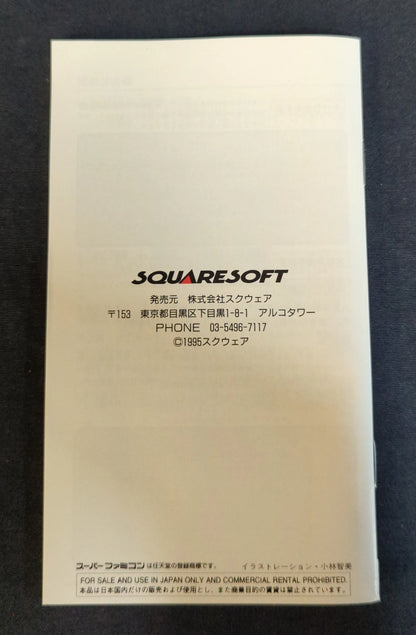 SQUARESOFT
発売元 株式会社スクウェア
〒153 東京都目黒区下目黒1-8-1 アルコタワー
PHONE 03-5496-7117
©1995スクウェア
スーパーファミコンは任天堂の登録商標です。 イラストレーション・小林智美
FOR SALE AND USE IN JAPAN ONLY AND COMMERCIAL RENTAL PROHIBITED.
本品は日本国内だけの販売および使用とし、また商業目的の賃貸は禁止されています。